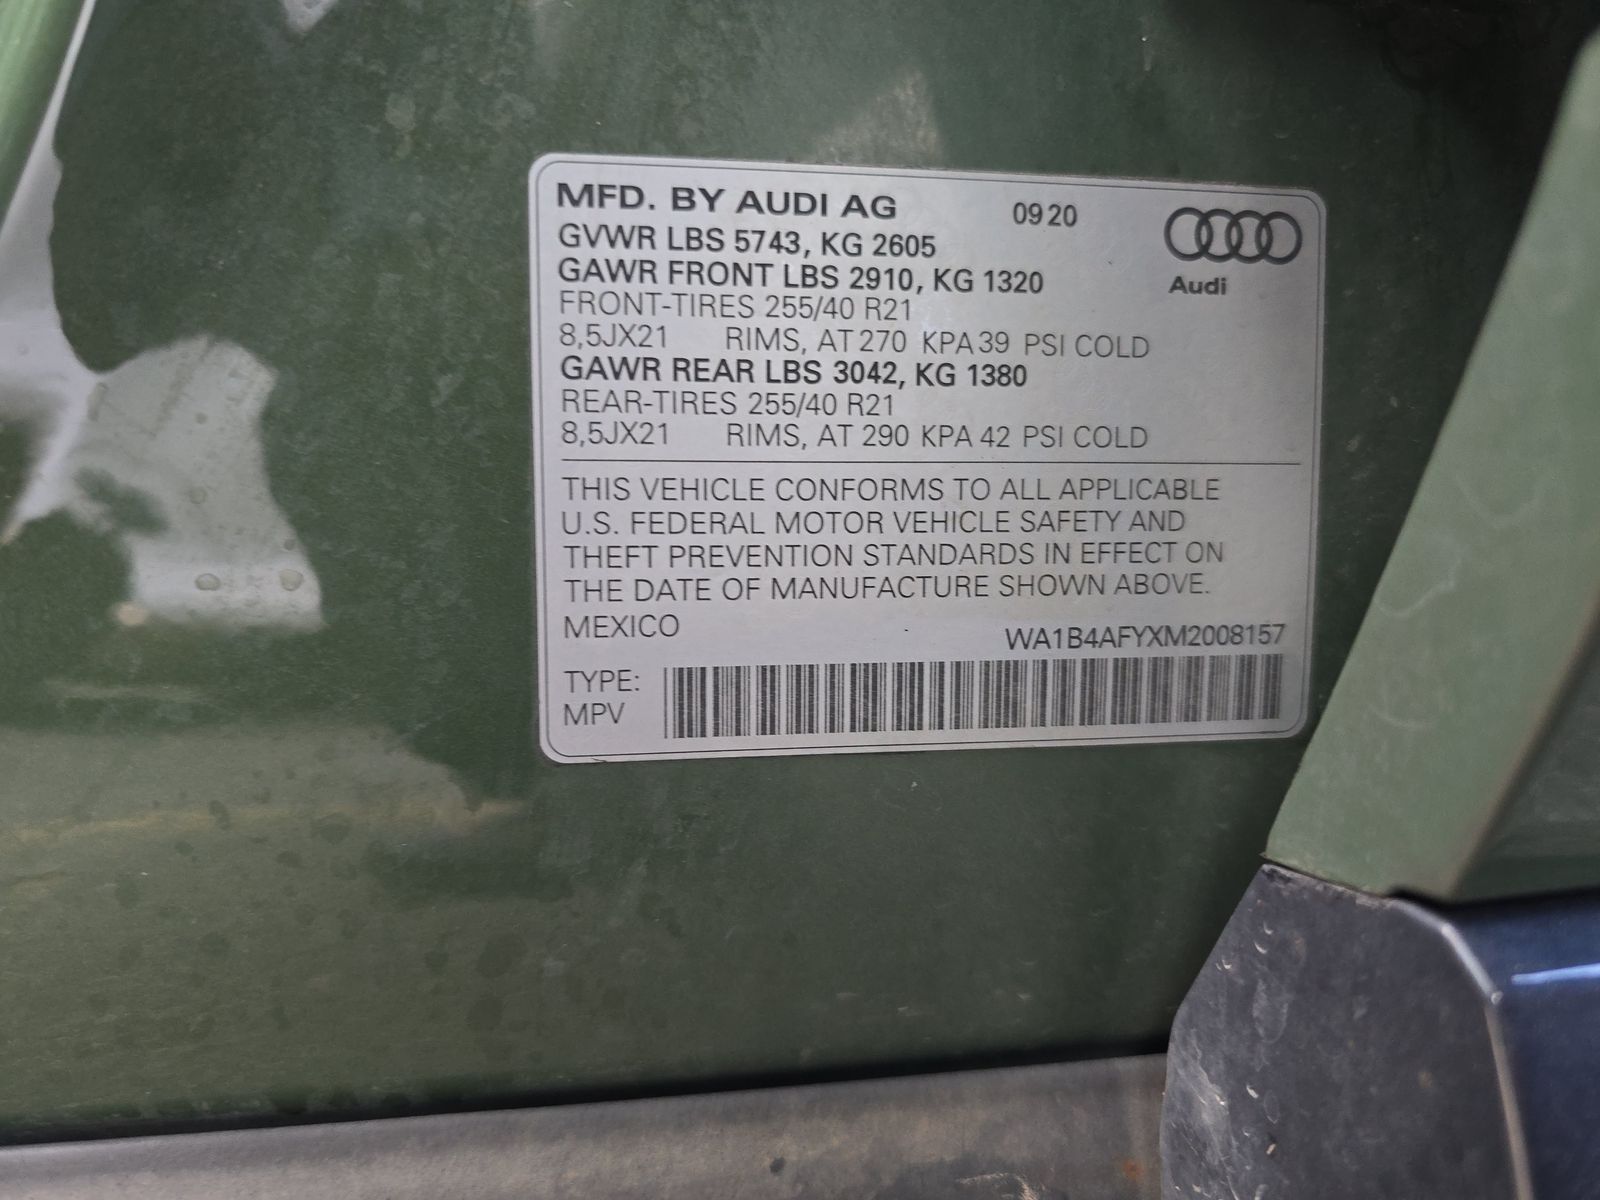 MFD. BY AUDI AG 0920
GVWR LBS 5743, KG 2605
GAWR FRONT LBS 2910, KG 1320
Audi
FRONT-TIRES 255/40 R21
8,5JX21 RIMS, AT 270 KPA 39 PSI COLD
GAWR REAR LBS 3042, KG 1380
REAR-TIRES 255/40 R21
8,5JX21 RIMS, AT 290 KPA 42 PSI COLD
THIS VEHICLE CONFORMS TO ALL APPLICABLE
U.S. FEDERAL MOTOR VEHICLE SAFETY AND
THEFT PREVENTION STANDARDS IN EFFECT ON
THE DATE OF MANUFACTURE SHOWN ABOVE.
MEXICO WA1B4AFYXM2008157
TYPE:
MPV